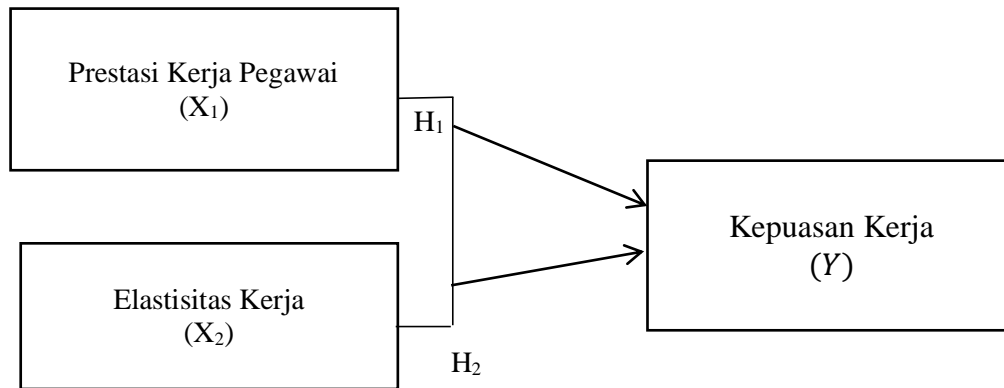 Prestasi Kerja Pegawai
(X₁)
H₁
Kepuasan Kerja
(Y)
Elastisitas Kerja
(X₂)
H₂